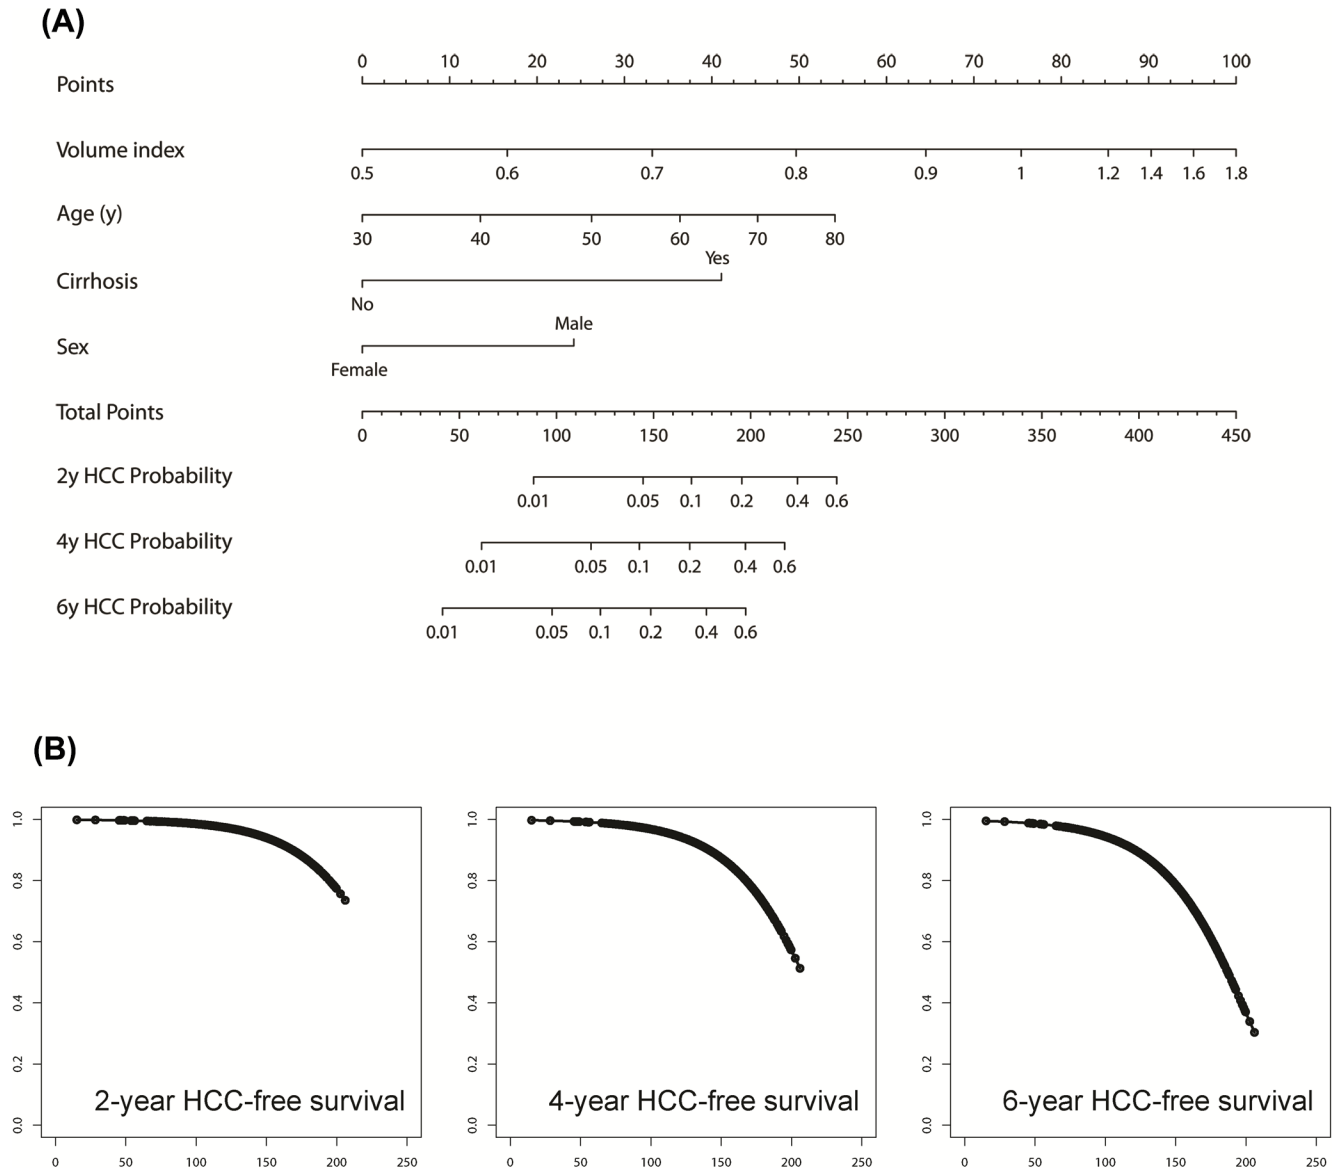 (A)
Points 0 10 20 30 40 50 60 70 80 90 100
Volume index 0.5 0.6 0.7 0.8 0.9 1 1.2 1.4 1.6 1.8
Age (y) 30 40 50 60 70 80
Cirrhosis No Yes
Sex Female Male
Total Points 0 50 100 150 200 250 300 350 400 450
2y HCC Probability 0.01 0.05 0.1 0.2 0.4 0.6
4y HCC Probability 0.01 0.05 0.1 0.2 0.4 0.6
6y HCC Probability 0.01 0.05 0.1 0.2 0.4 0.6
(B)
1.0
0.8
0.6
0.4
0.2
0.0
2-year HCC-free survival
0 50 100 150 200 250
1.0
0.8
0.6
0.4
0.2
0.0
4-year HCC-free survival
0 50 100 150 200 250
1.0
0.8
0.6
0.4
0.2
0.0
6-year HCC-free survival
0 50 100 150 200 250